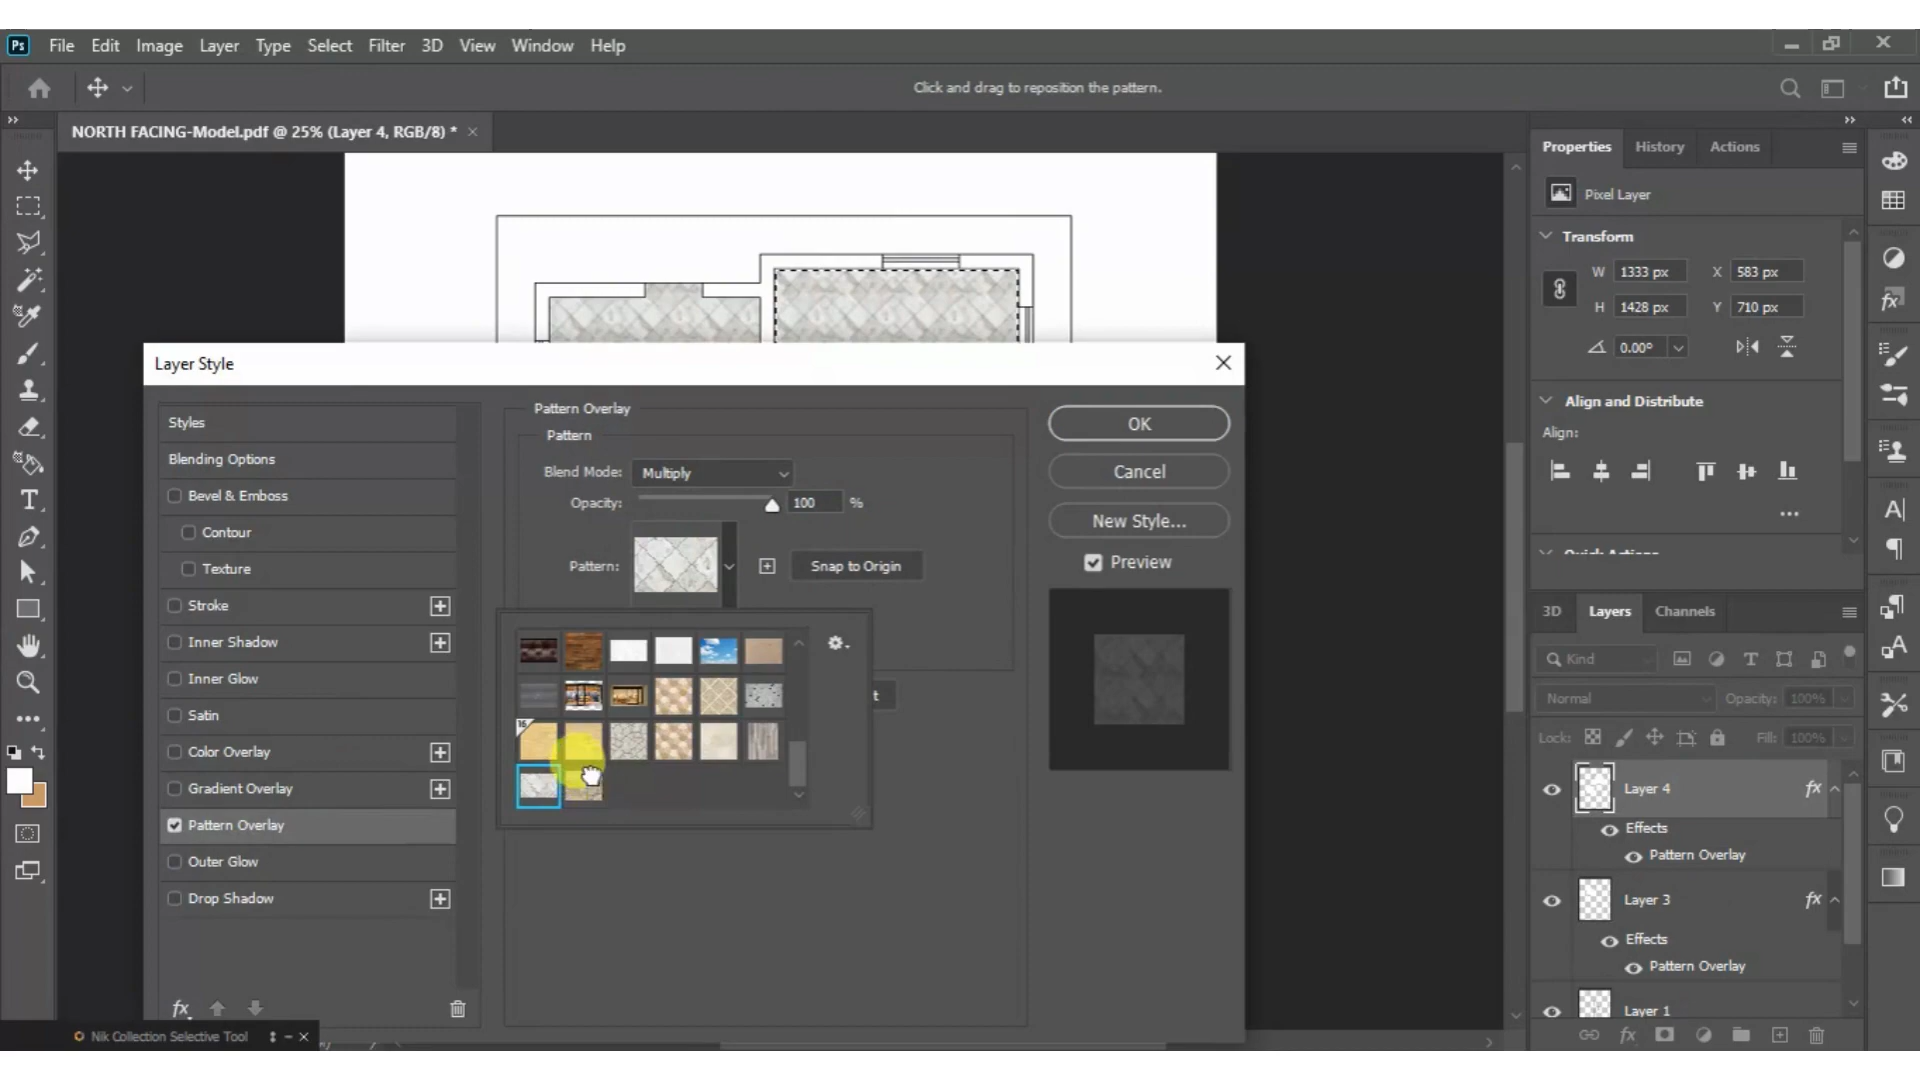 Ps File Edit Image Layer Type Select Filter 3D View Window Help
Click and drag to reposition the pattern.
NORTH FACING-Model.pdf @ 25% (Layer 4, RGB/8) *
Properties History Actions
Pixel Layer
Transform
W 1333 px X 583 px
H 1428 px Y 710 px
0.00°
Align and Distribute
Align:
Layer Style
Styles
Blending Options
Bevel & Emboss
Contour
Texture
Stroke
Inner Shadow
Inner Glow
Satin
Color Overlay
Gradient Overlay
Pattern Overlay
Outer Glow
Drop Shadow
fx
Pattern Overlay
Pattern
Blend Mode: Multiply
Opacity: 100 %
Pattern: Snap to Origin
16
t
OK
Cancel
New Style...
Preview
3D Layers Channels
Kind
Normal Opacity: 100%
Lock: Fill: 100%
Layer 4 fx
Effects
Pattern Overlay
Layer 3 fx
Effects
Pattern Overlay
Layer 1
fx
Nik Collection Selective Tool